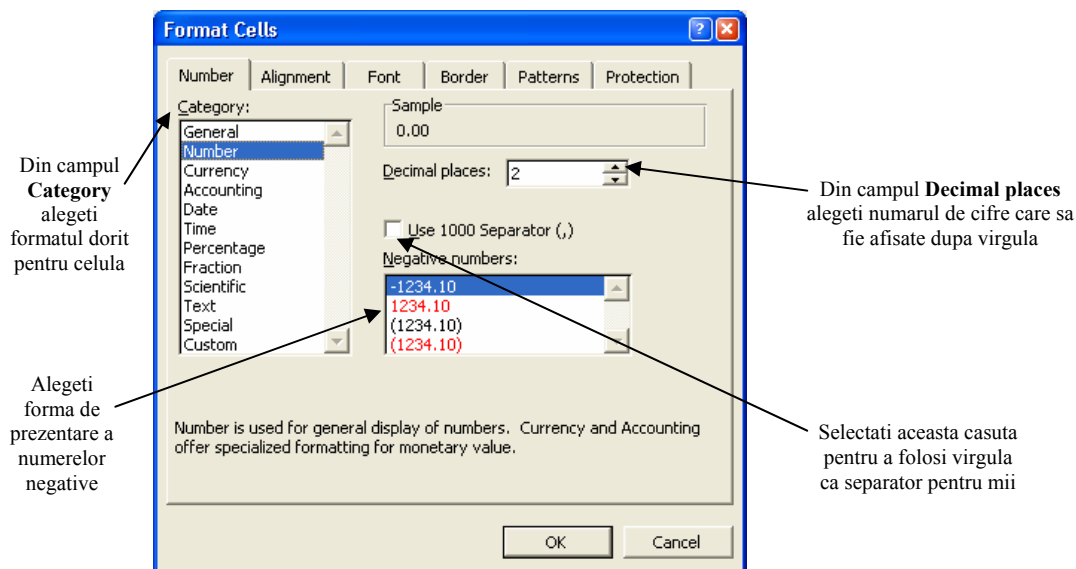 Format Cells
Number Alignment Font Border Patterns Protection
Category:
General
Number
Currency
Accounting
Date
Time
Percentage
Fraction
Scientific
Text
Special
Custom
Sample
0.00
Decimal places: 2
Use 1000 Separator (,)
Negative numbers:
-1234.10
1234.10
(1234.10)
(1234.10)
Number is used for general display of numbers. Currency and Accounting
offer specialized formatting for monetary value.
OK Cancel
Din campul
Category
alegeti
formatul dorit
pentru celula
Alegeti
forma de
prezentare a
numerelor
negative
Din campul Decimal places
alegeti numarul de cifre care sa
fie afisate dupa virgula
Selectati aceasta casuta
pentru a folosi virgula
ca separator pentru mii